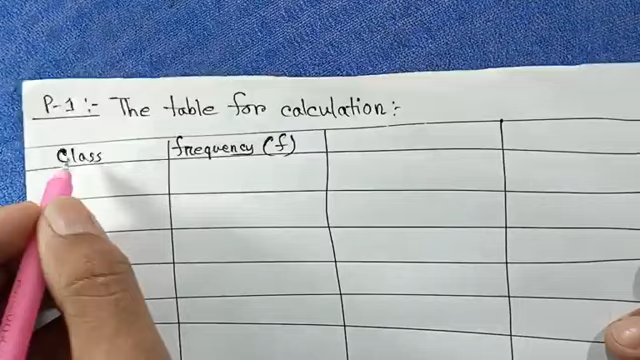 P-1:- The table for calculation:-
Class frequency (f)